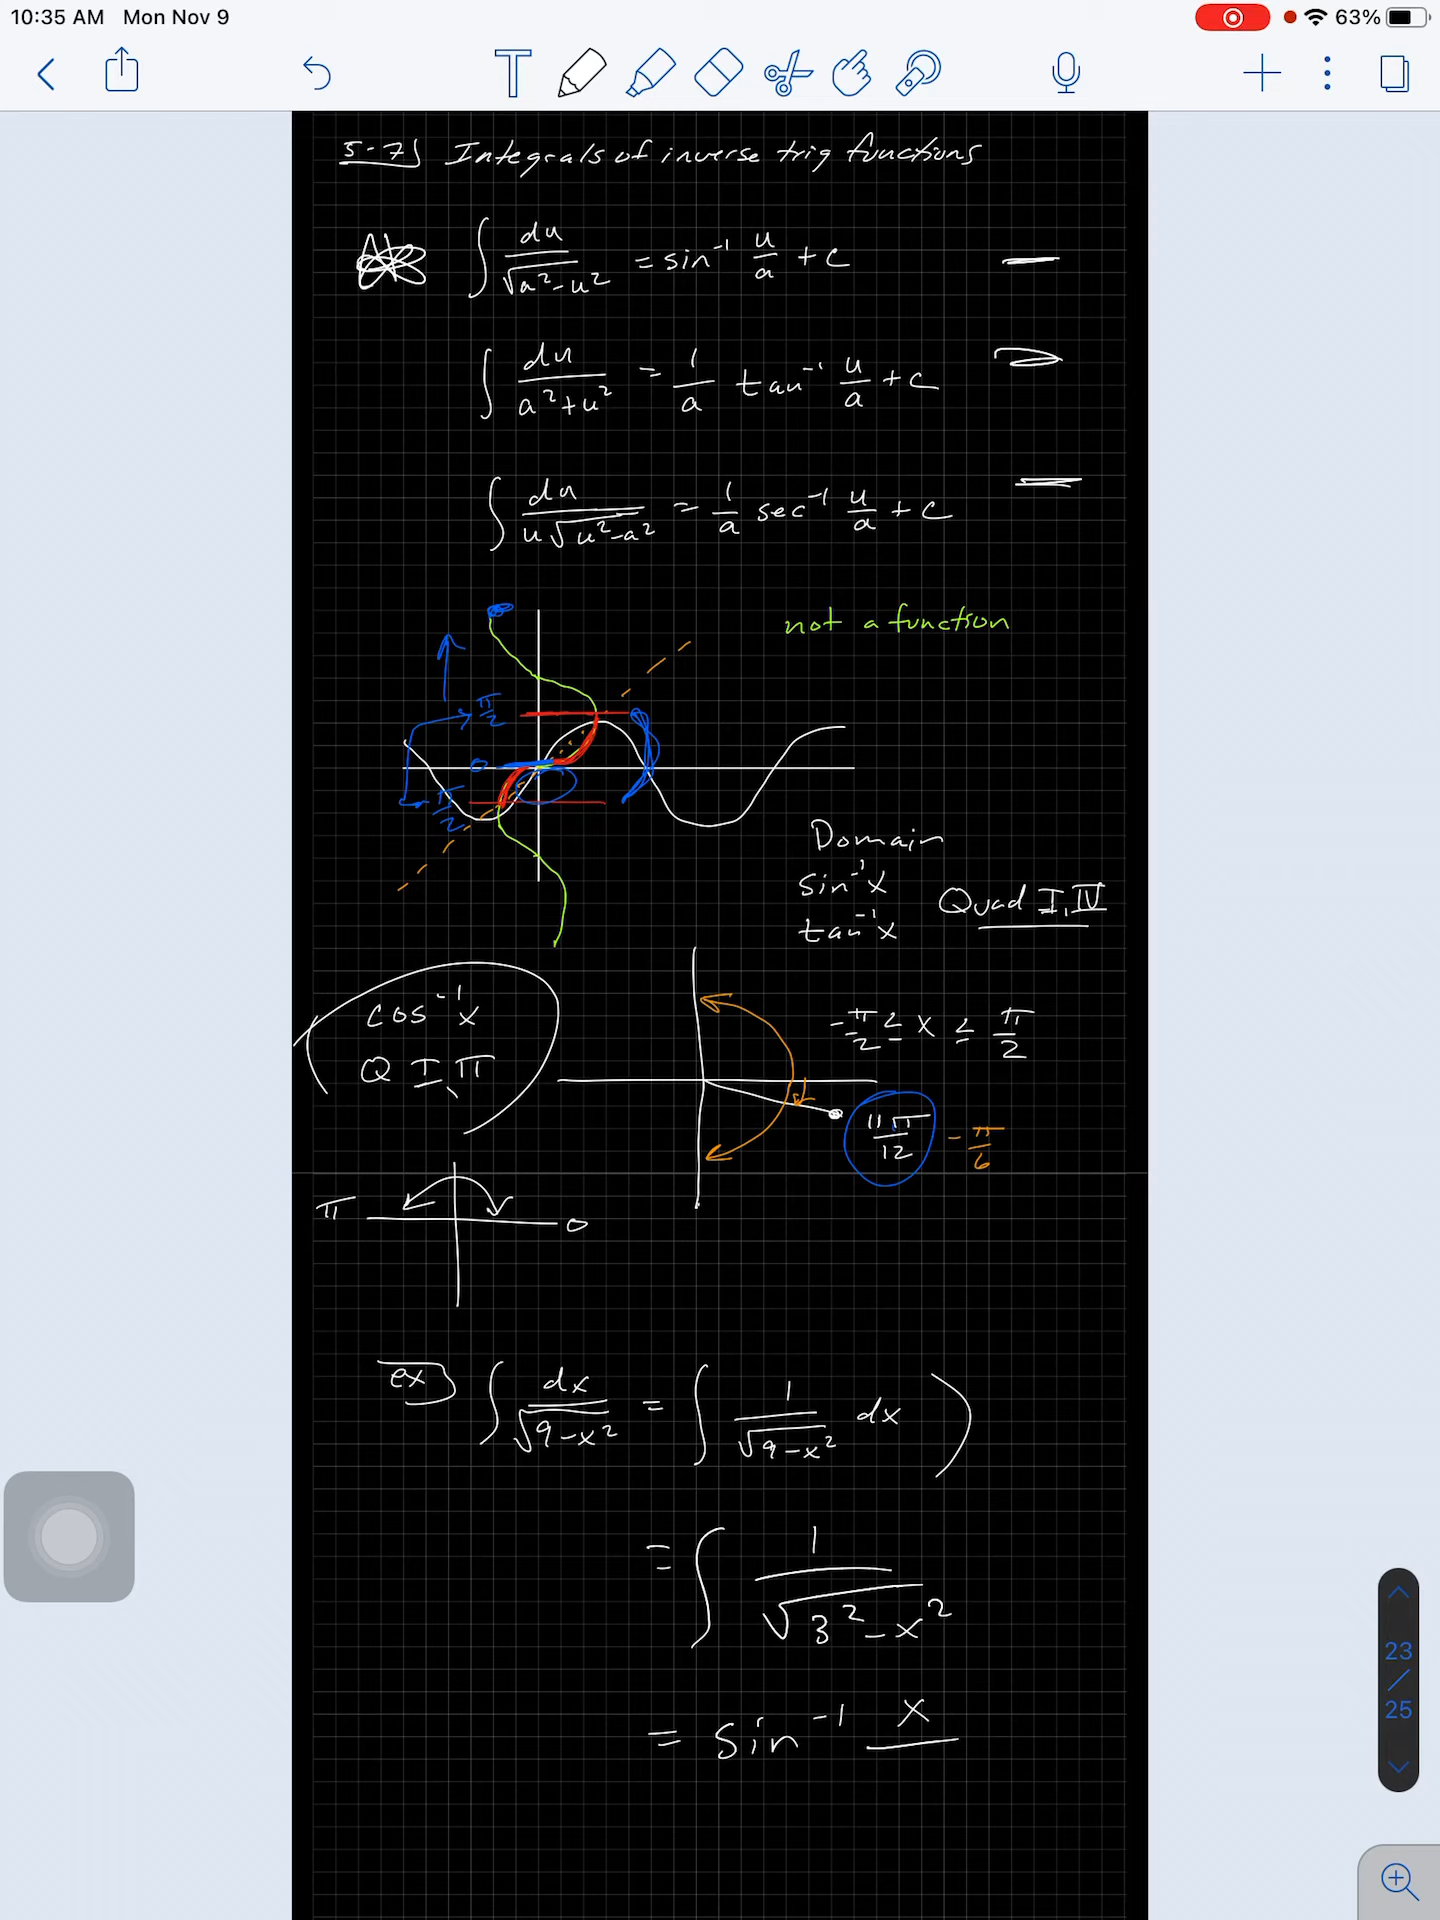 10:35 AM Mon Nov 9 63%
T
5-7) Integrals of inverse trig functions
∫ du/√(a²-u²) = sin⁻¹ u/a + c
∫ du/(a²+u²) = 1/a tan⁻¹ u/a + c
∫ du/(u√(u²-a²)) = 1/a sec⁻¹ u/a + c
not a function
π/2
0
-π/2
Domain
sin⁻¹x
tan⁻¹x
Quad I, IV
cos⁻¹x
Q I, II
-π/2 ≤ x ≤ π/2
11π/12 -π/6
π 0
ex) ∫ dx/√(9-x²) = ∫ 1/√(9-x²) dx
= ∫ 1/√(3²-x²)
= sin⁻¹ x/
23
/
25